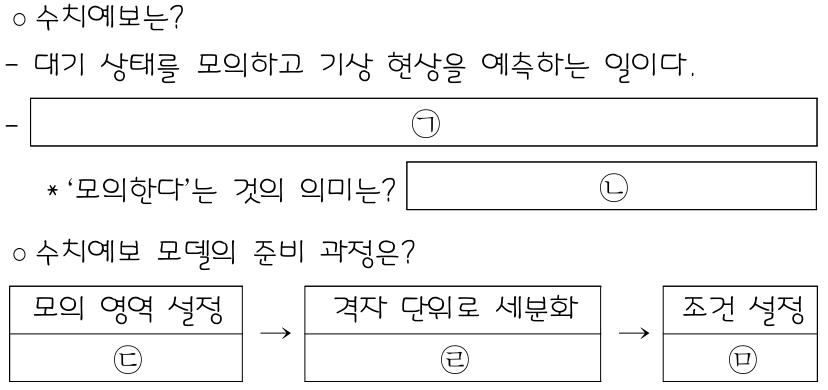 ○ 수치예보는?
- 대기 상태를 모의하고 기상 현상을 예측하는 일이다.
- ㉠
* ‘모의한다’는 것의 의미는? ㉡
○ 수치예보 모델의 준비 과정은?
모의 영역 설정 → 격자 단위로 세분화 → 조건 설정
㉢ ㉣ ㉤